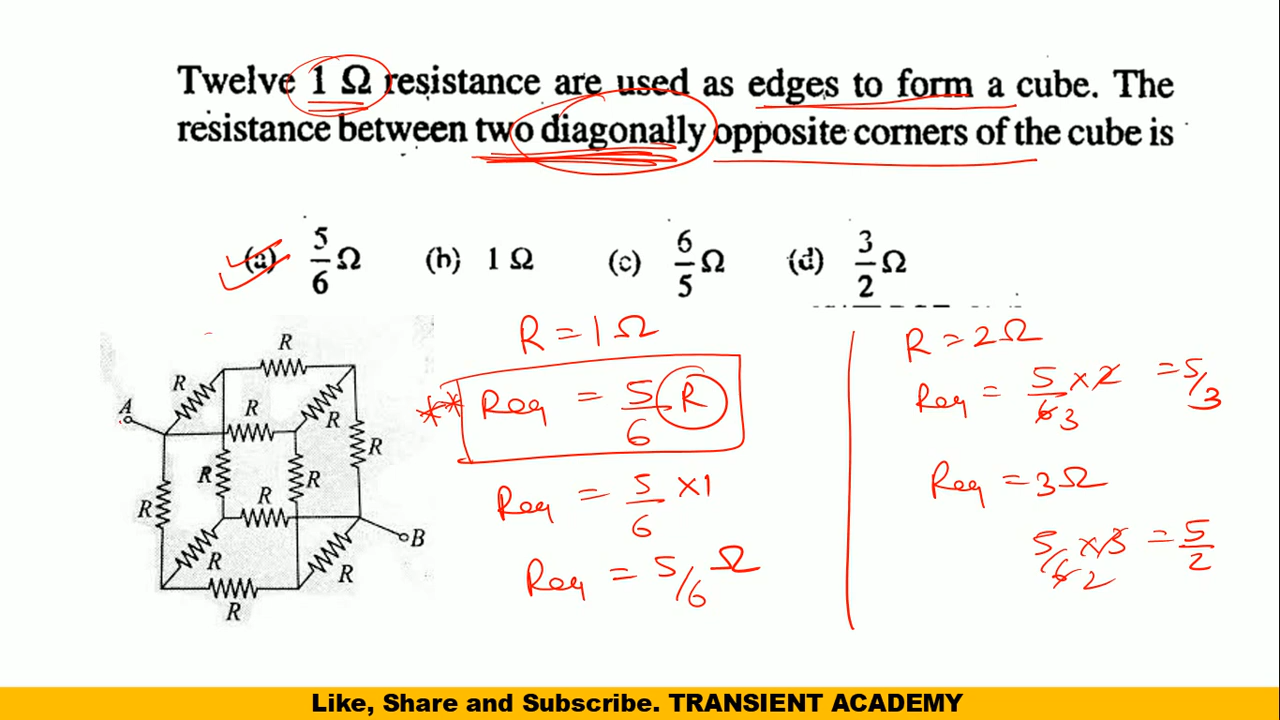 Twelve 1 Ω resistance are used as edges to form a cube. The
resistance between two diagonally opposite corners of the cube is
(a) 5/6 Ω (b) 1 Ω (c) 6/5 Ω (d) 3/2 Ω
R = 1 Ω
** Req = 5/6 R
Req = 5/6 × 1
Req = 5/6 Ω
R = 2 Ω
Req = 5/6 × 2 = 5/3
3
Req = 3 Ω
5/6 × 3 = 5/2
2
R
R
A
R
R
R
R
R
R
R
R
B
R
R
R
Like, Share and Subscribe. TRANSIENT ACADEMY